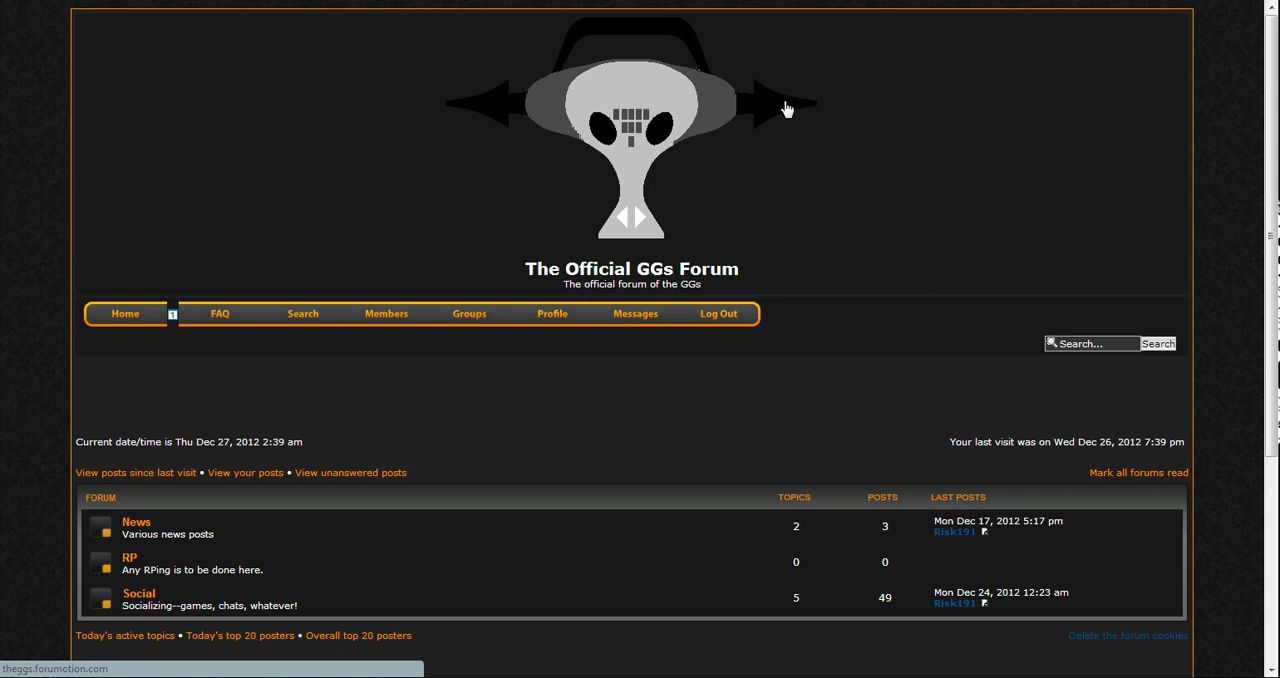 The Official GGs Forum
The official forum of the GGs
Home 1 FAQ Search Members Groups Profile Messages Log Out
Search... Search
Current date/time is Thu Dec 27, 2012 2:39 am
Your last visit was on Wed Dec 26, 2012 7:39 pm
View posts since last visit • View your posts • View unanswered posts
Mark all forums read
FORUM TOPICS POSTS LAST POSTS
News
Various news posts
2 3
Mon Dec 17, 2012 5:17 pm
Risk191
RP
Any RPing is to be done here.
0 0
Social
Socializing--games, chats, whatever!
5 49
Mon Dec 24, 2012 12:23 am
Risk191
Today's active topics • Today's top 20 posters • Overall top 20 posters
Delete the forum cookies
theggs.forumotion.com